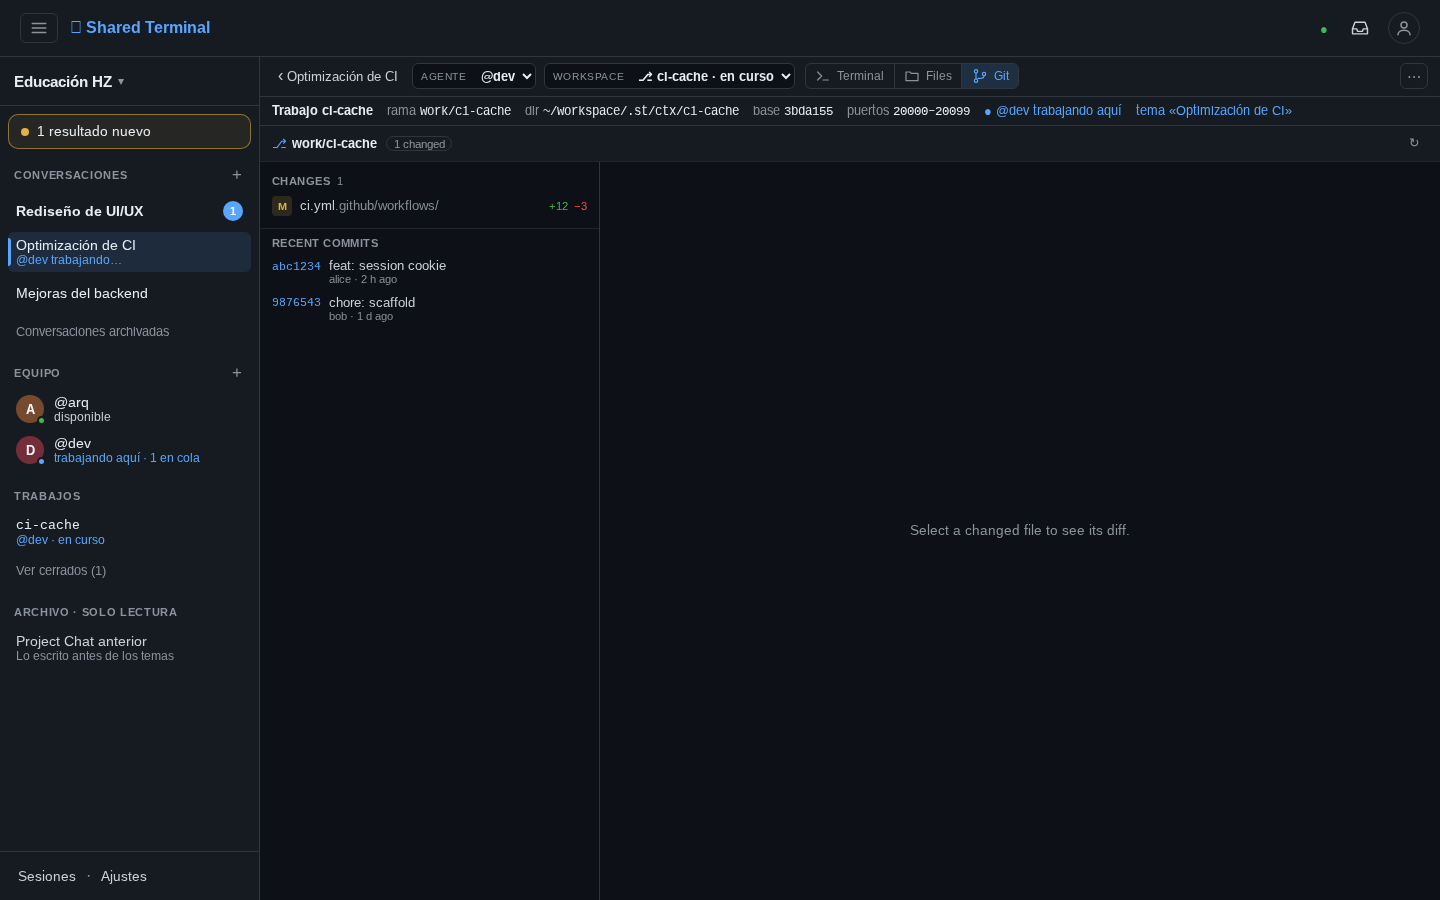 Shared Terminal
Educación HZ ▾
1 resultado nuevo
CONVERSACIONES +
Rediseño de UI/UX 1
Optimización de CI
@dev trabajando…
Mejoras del backend
Conversaciones archivadas
EQUIPO +
A @arq
disponible
D @dev
trabajando aquí · 1 en cola
TRABAJOS
ci-cache
@dev · en curso
Ver cerrados (1)
ARCHIVO · SOLO LECTURA
Project Chat anterior
Lo escrito antes de los temas
Sesiones · Ajustes
‹ Optimización de CI AGENTE @dev WORKSPACE ⎇ ci-cache · en curso Terminal Files Git ⋯
Trabajo ci-cache rama work/ci-cache dir ~/workspace/.st/ctx/ci-cache base 3bda155 puertos 20000–20099 ● @dev trabajando aquí tema «Optimización de CI»
⎇ work/ci-cache 1 changed ↻
CHANGES 1
M ci.yml .github/workflows/ +12 −3
RECENT COMMITS
abc1234 feat: session cookie
alice · 2 h ago
9876543 chore: scaffold
bob · 1 d ago
Select a changed file to see its diff.